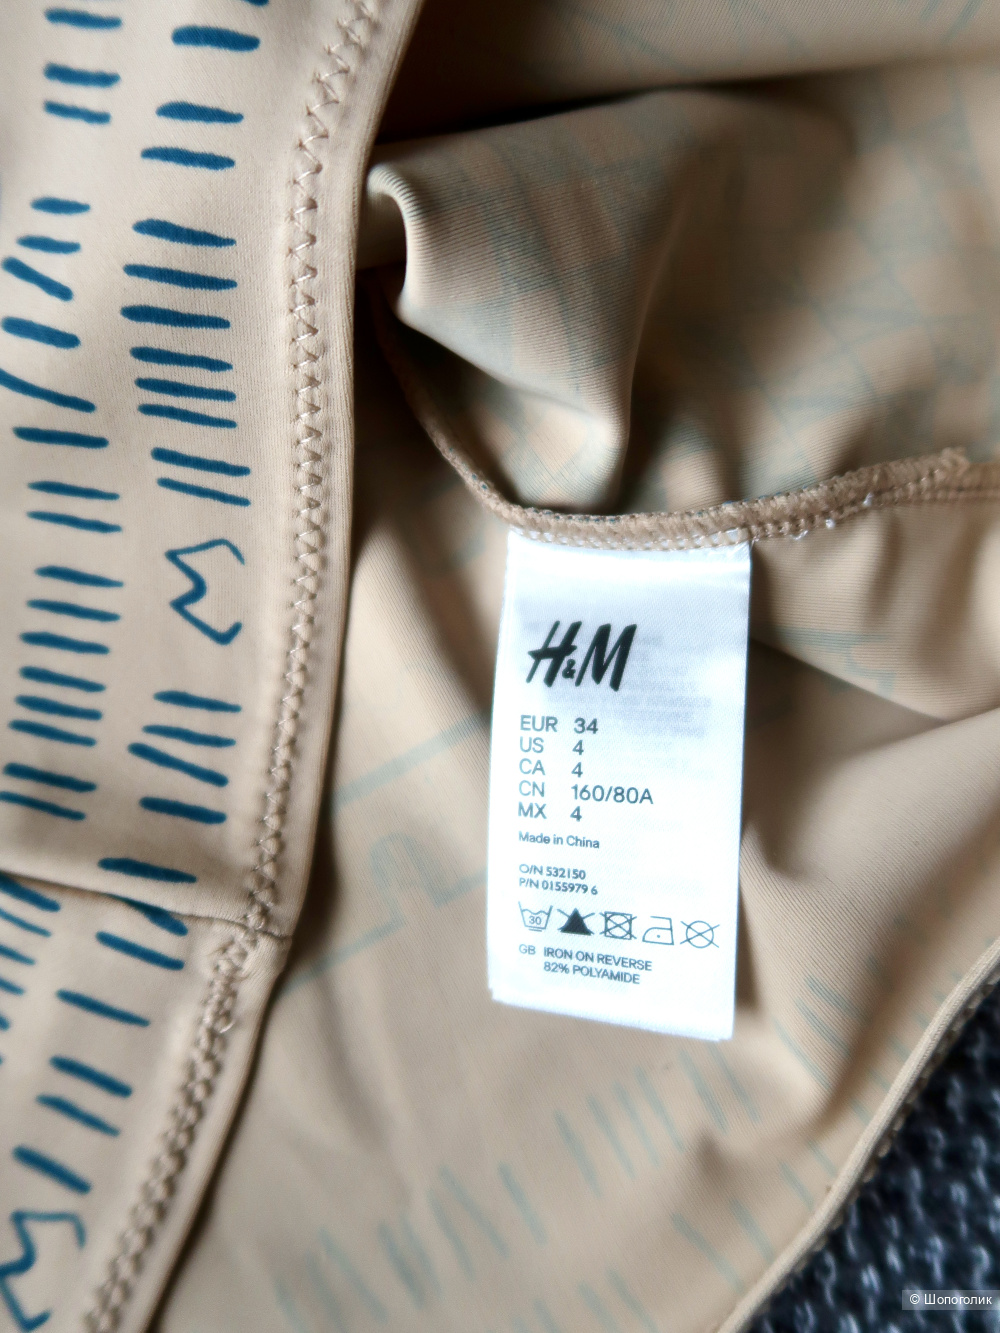 H&M
EUR 34
US 4
CA 4
CN 160/80A
MX 4
Made in China
O/N 532150
P/N 0155979 6
30
GB IRON ON REVERSE
82% POLYAMIDE
© Шопоголик